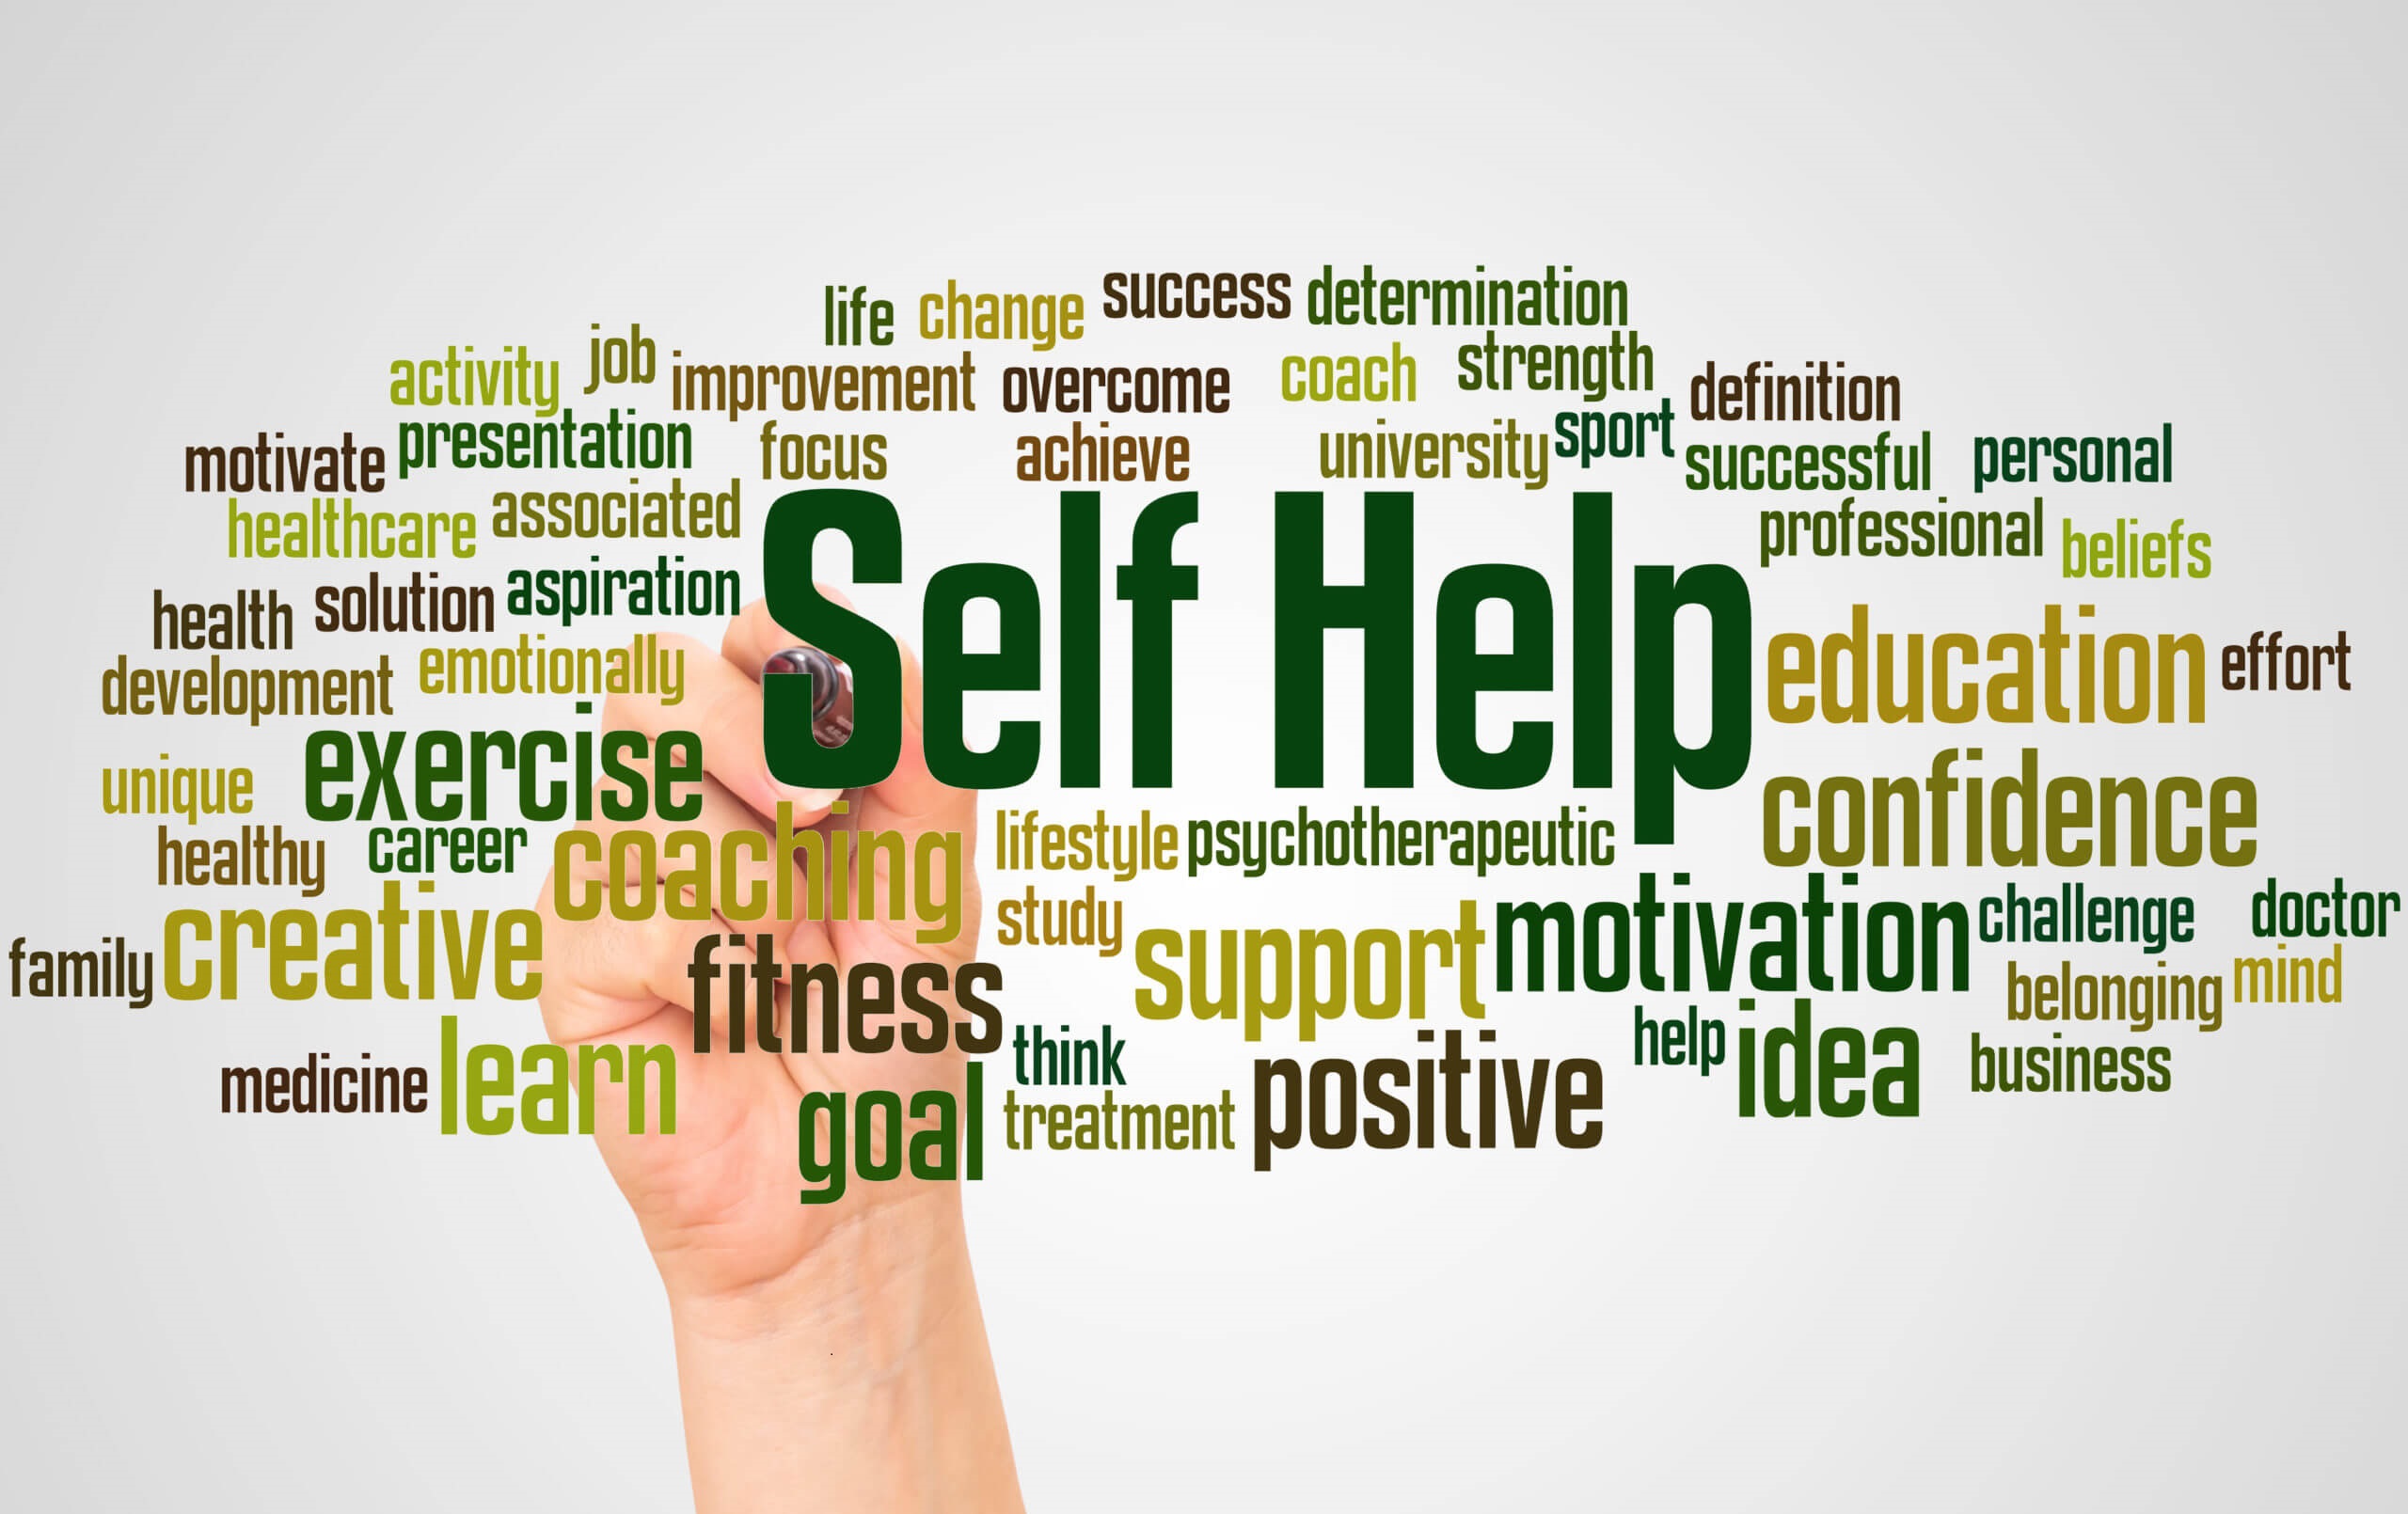 life change success determination
activity job improvement overcome coach strength definition
motivate presentation focus achieve university sport successful personal
healthcare associated professional beliefs
health solution aspiration Self Help
development emotionally education effort
unique exercise confidence
healthy career coaching lifestyle psychotherapeutic
family creative study support motivation challenge doctor
fitness belonging mind
medicine learn think help idea business
goal treatment positive